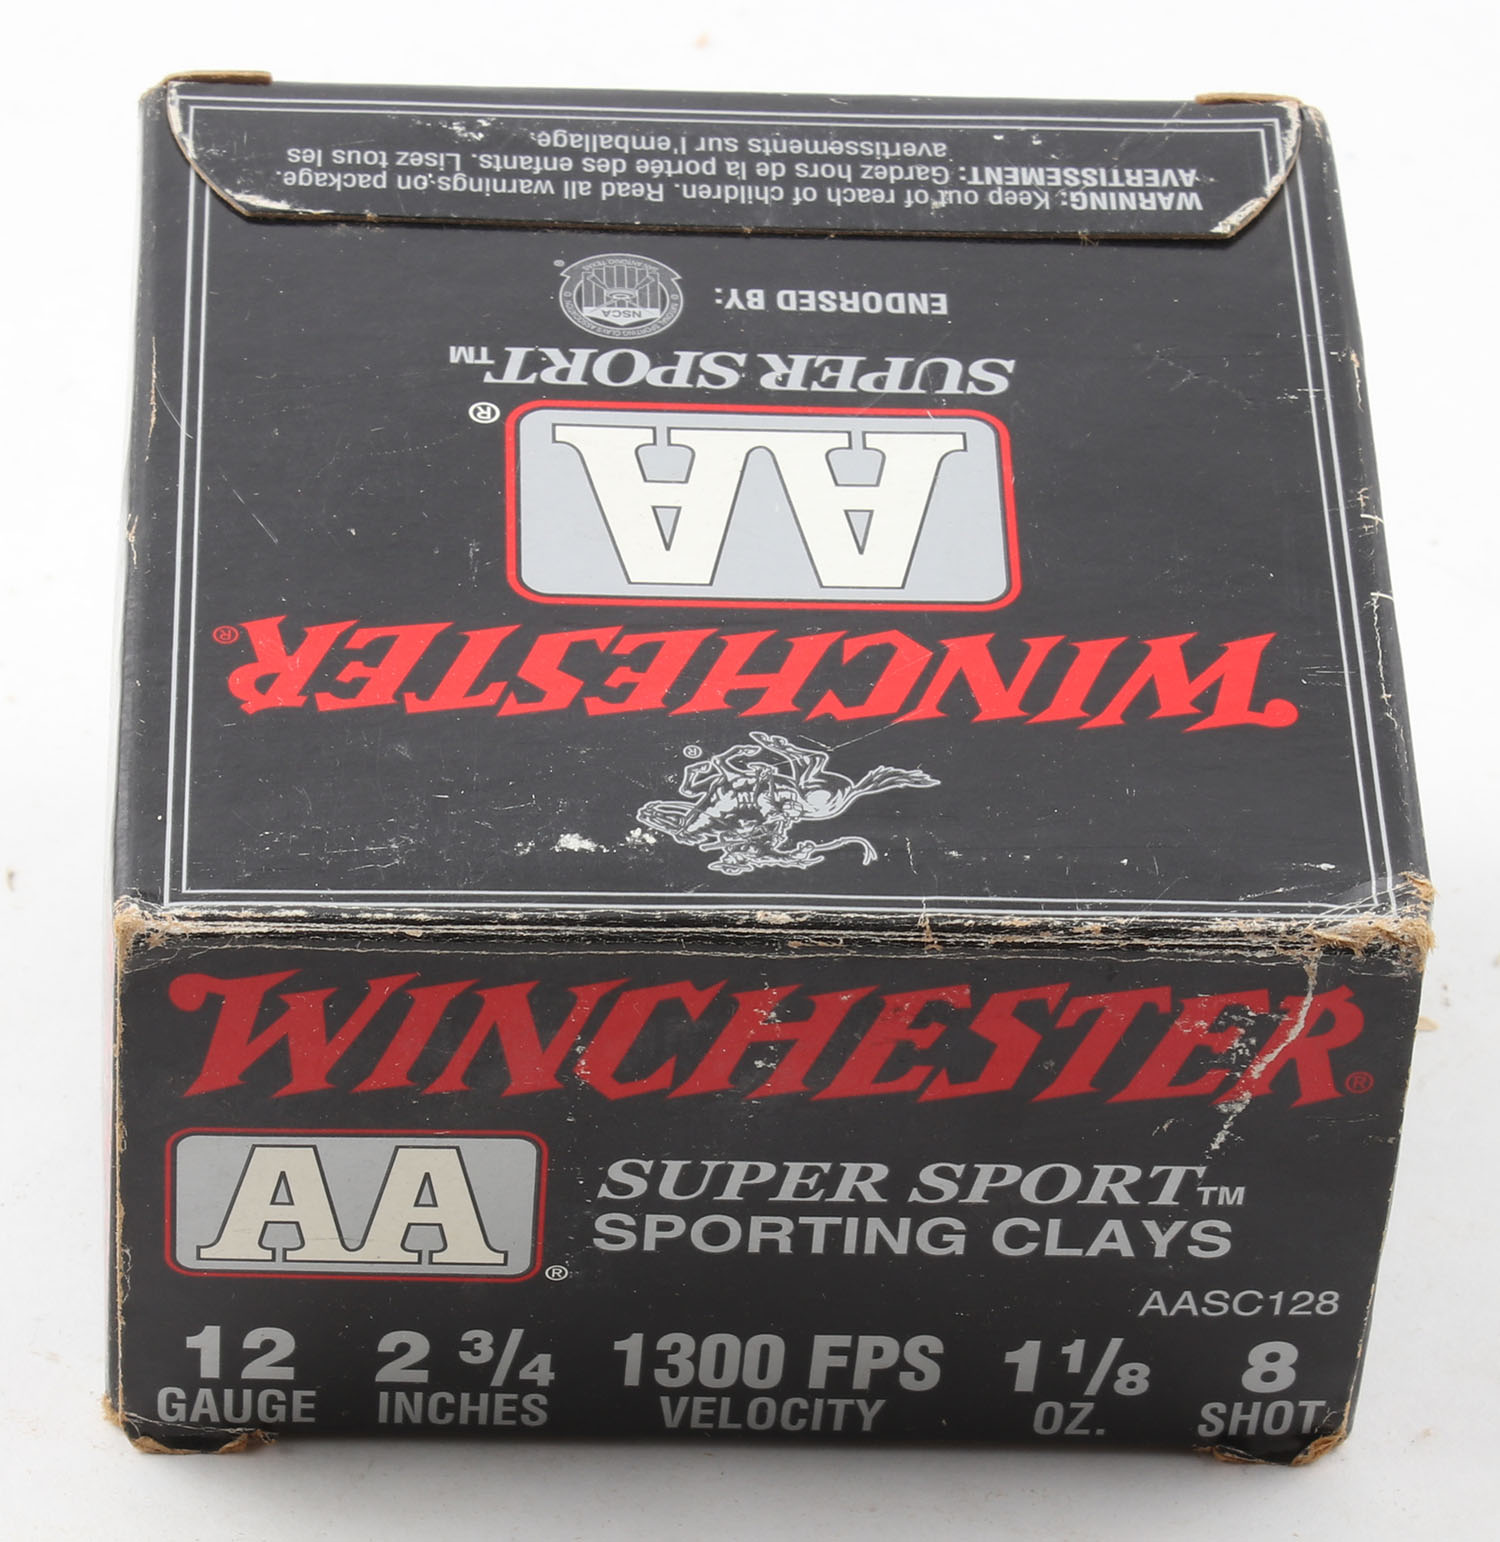 WARNING: Keep out of reach of children. Read all warnings on package.
AVERTISSEMENT: Gardez hors de la portée des enfants. Lisez tous les
avertissements sur l'emballage.
ENDORSED BY:
NSCA
SUPER SPORT™
AA®
WINCHESTER®
®
WINCHESTER®
AA®
SUPER SPORT™
SPORTING CLAYS
AASC128
12 2 3/4 1300 FPS 1 1/8 8
GAUGE INCHES VELOCITY OZ. SHOT